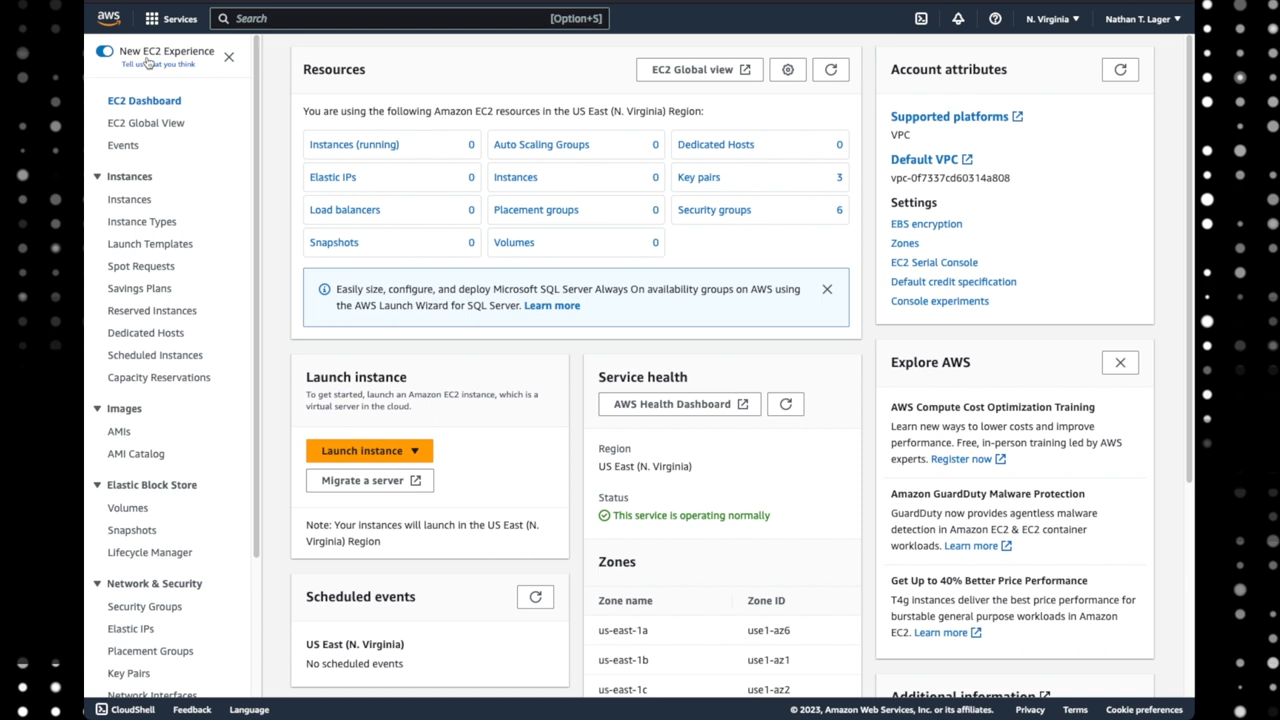 aws
Services
Search
[Option+S]
N. Virginia
Nathan T. Lager
New EC2 Experience
Tell us what you think
EC2 Dashboard
EC2 Global View
Events
Instances
Instances
Instance Types
Launch Templates
Spot Requests
Savings Plans
Reserved Instances
Dedicated Hosts
Scheduled Instances
Capacity Reservations
Images
AMIs
AMI Catalog
Elastic Block Store
Volumes
Snapshots
Lifecycle Manager
Network & Security
Security Groups
Elastic IPs
Placement Groups
Key Pairs
Network Interfaces
Resources
EC2 Global view
You are using the following Amazon EC2 resources in the US East (N. Virginia) Region:
Instances (running) 0
Auto Scaling Groups 0
Dedicated Hosts 0
Elastic IPs 0
Instances 0
Key pairs 3
Load balancers 0
Placement groups 0
Security groups 6
Snapshots 0
Volumes 0
Easily size, configure, and deploy Microsoft SQL Server Always On availability groups on AWS using
the AWS Launch Wizard for SQL Server. Learn more
Launch instance
To get started, launch an Amazon EC2 instance, which is a
virtual server in the cloud.
Launch instance
Migrate a server
Note: Your instances will launch in the US East (N.
Virginia) Region
Scheduled events
US East (N. Virginia)
No scheduled events
Service health
AWS Health Dashboard
Region
US East (N. Virginia)
Status
This service is operating normally
Zones
Zone name Zone ID
us-east-1a use1-az6
us-east-1b use1-az1
us-east-1c use1-az2
Account attributes
Supported platforms
VPC
Default VPC
vpc-0f7337cd60314a808
Settings
EBS encryption
Zones
EC2 Serial Console
Default credit specification
Console experiments
Explore AWS
AWS Compute Cost Optimization Training
Learn new ways to lower costs and improve
performance. Free, in-person training led by AWS
experts. Register now
Amazon GuardDuty Malware Protection
GuardDuty now provides agentless malware
detection in Amazon EC2 & EC2 container
workloads. Learn more
Get Up to 40% Better Price Performance
T4g instances deliver the best price performance for
burstable general purpose workloads in Amazon
EC2. Learn more
Additional information
CloudShell
Feedback
Language
© 2023, Amazon Web Services, Inc. or its affiliates.
Privacy
Terms
Cookie preferences